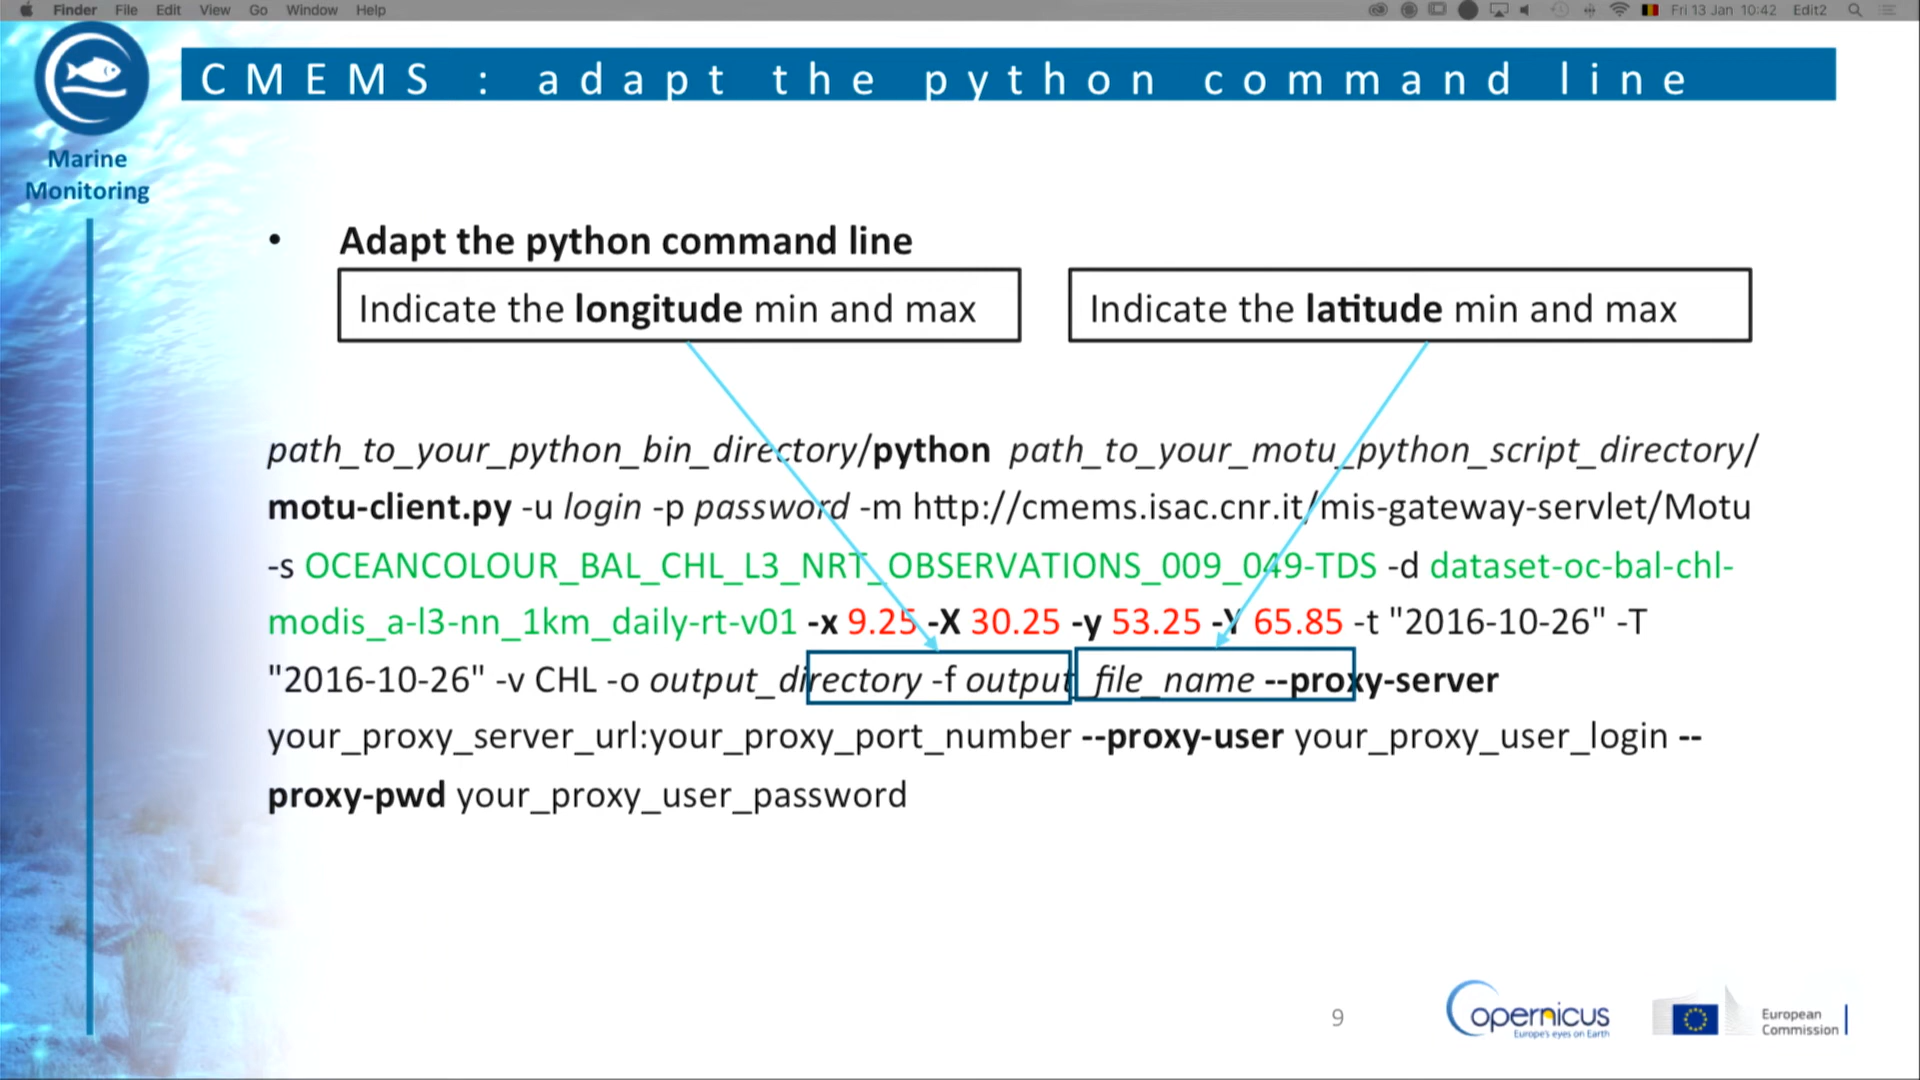 Finder File Edit View Go Window Help Fri 13 Jan 10:42 Edit2
CMEMS : adapt the python command line
Marine
Monitoring
• Adapt the python command line
Indicate the longitude min and max
Indicate the latitude min and max
path_to_your_python_bin_directory/python path_to_your_motu_python_script_directory/
motu-client.py -u login -p password -m http://cmems.isac.cnr.it/mis-gateway-servlet/Motu
-s OCEANCOLOUR_BAL_CHL_L3_NRT_OBSERVATIONS_009_049-TDS -d dataset-oc-bal-chl-
modis_a-l3-nn_1km_daily-rt-v01 -x 9.25 -X 30.25 -y 53.25 -Y 65.85 -t "2016-10-26" -T
"2016-10-26" -v CHL -o output_directory -f output_file_name --proxy-server
your_proxy_server_url:your_proxy_port_number --proxy-user your_proxy_user_login --
proxy-pwd your_proxy_user_password
9
opernicus
Europe's eyes on Earth
European
Commission